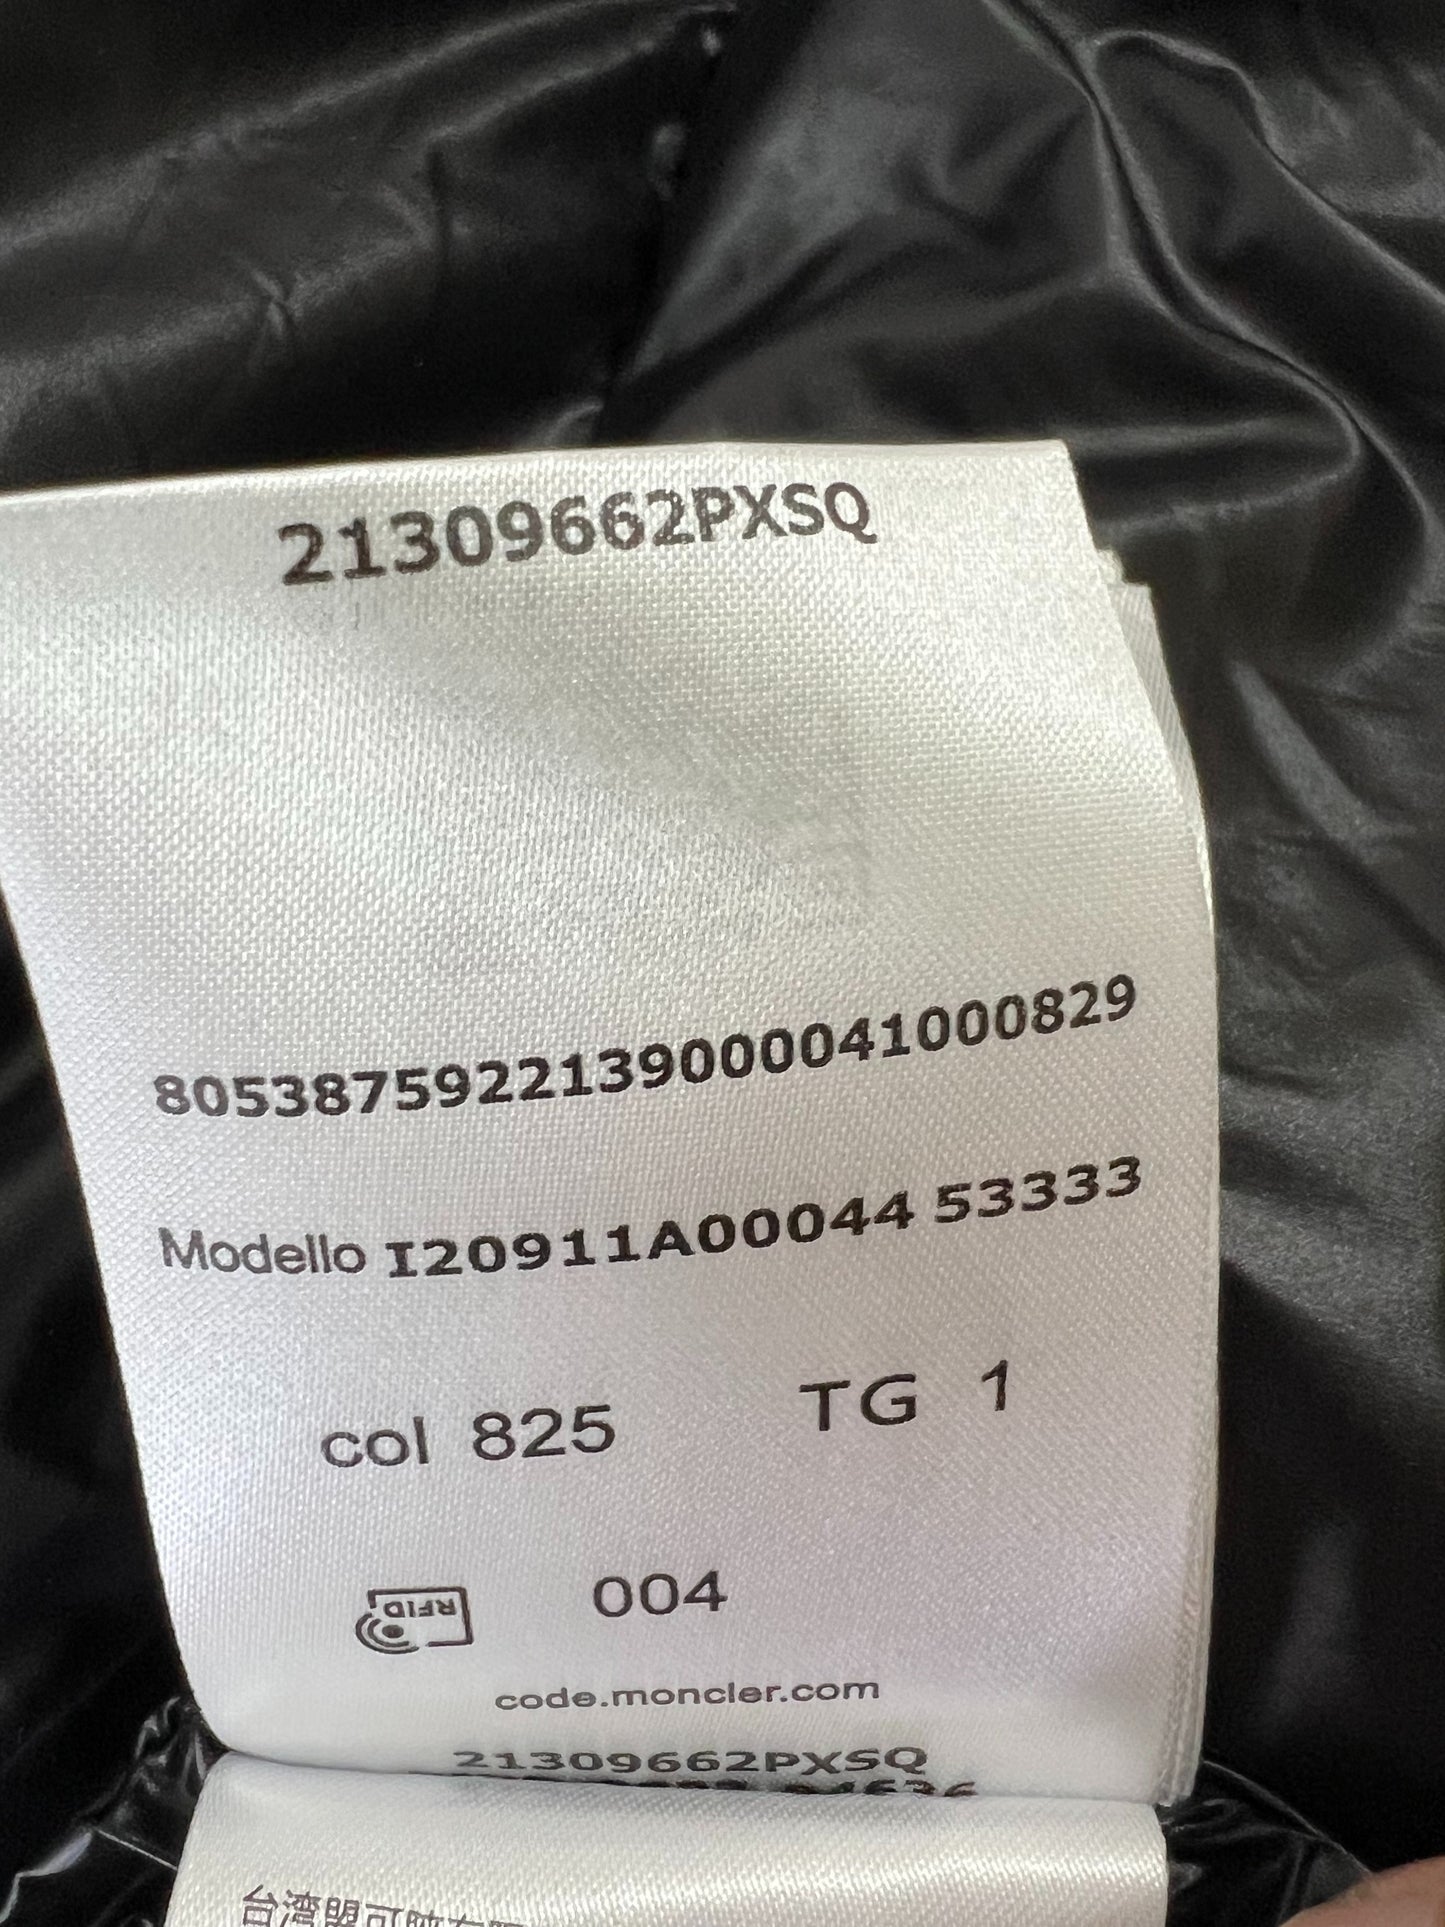 21309662PXSQ
8053875922139000041000829
Modello I20911A00044 53333
col 825 TG 1
RFID 004
code.moncler.com
21309662PXSQ